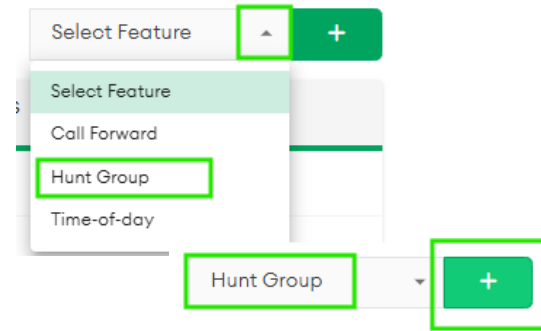 Select Feature
+
s
Select Feature
Call Forward
Hunt Group
Time-of-day
Hunt Group
+